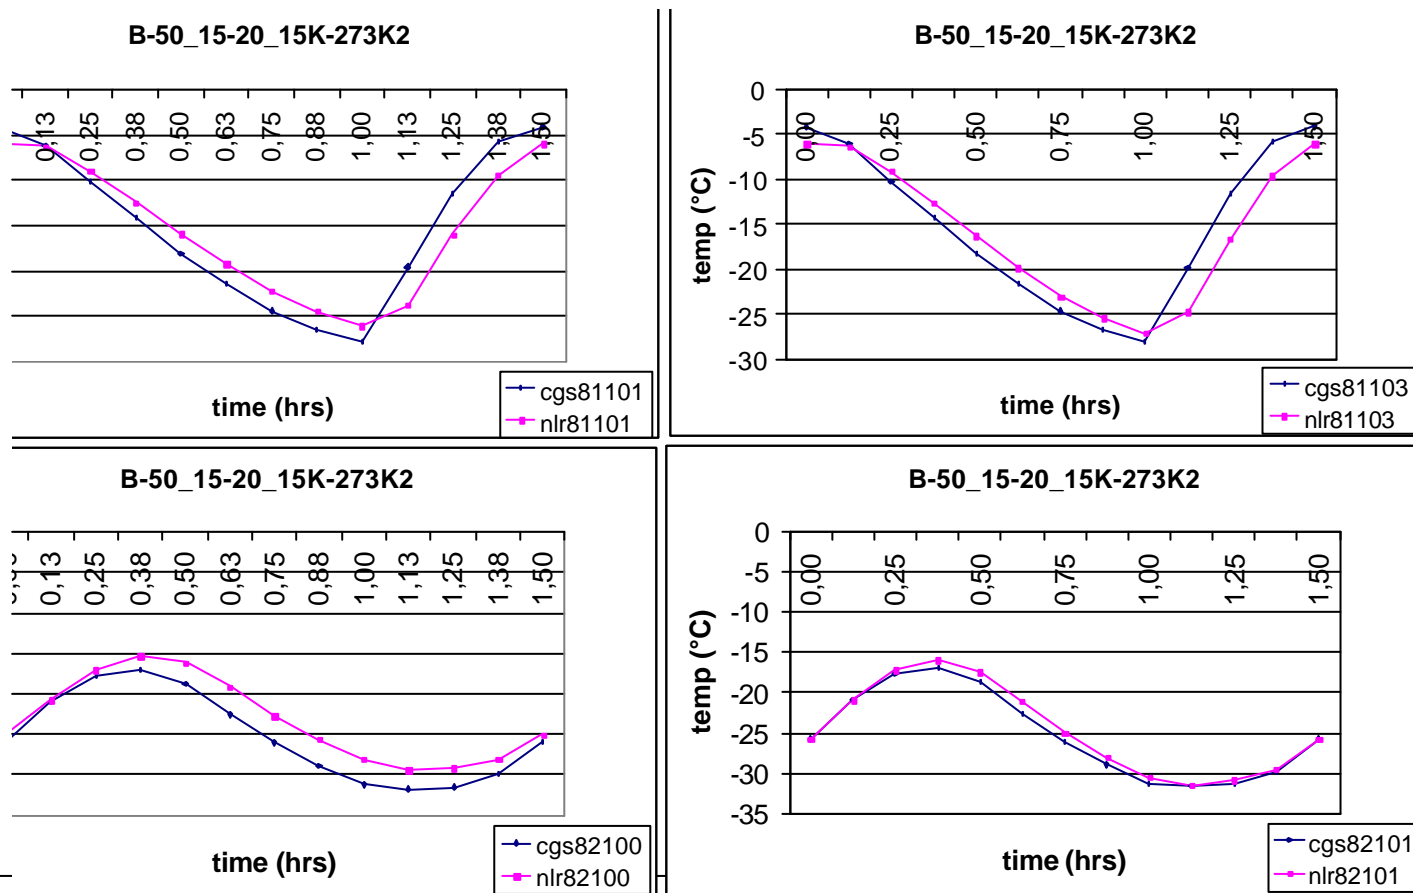 B-50_15-20_15K-273K2
0,13 0,25 0,38 0,50 0,63 0,75 0,88 1,00 1,13 1,25 1,38 1,50
time (hrs)
cgs81101
nlr81101
B-50_15-20_15K-273K2
temp (°C)
0
-5
-10
-15
-20
-25
-30
0,00 0,25 0,50 0,75 1,00 1,25 1,50
time (hrs)
cgs81103
nlr81103
B-50_15-20_15K-273K2
0,13 0,25 0,38 0,50 0,63 0,75 0,88 1,00 1,13 1,25 1,38 1,50
time (hrs)
cgs82100
nlr82100
B-50_15-20_15K-273K2
temp (°C)
0
-5
-10
-15
-20
-25
-30
-35
0,00 0,25 0,50 0,75 1,00 1,25 1,50
time (hrs)
cgs82101
nlr82101